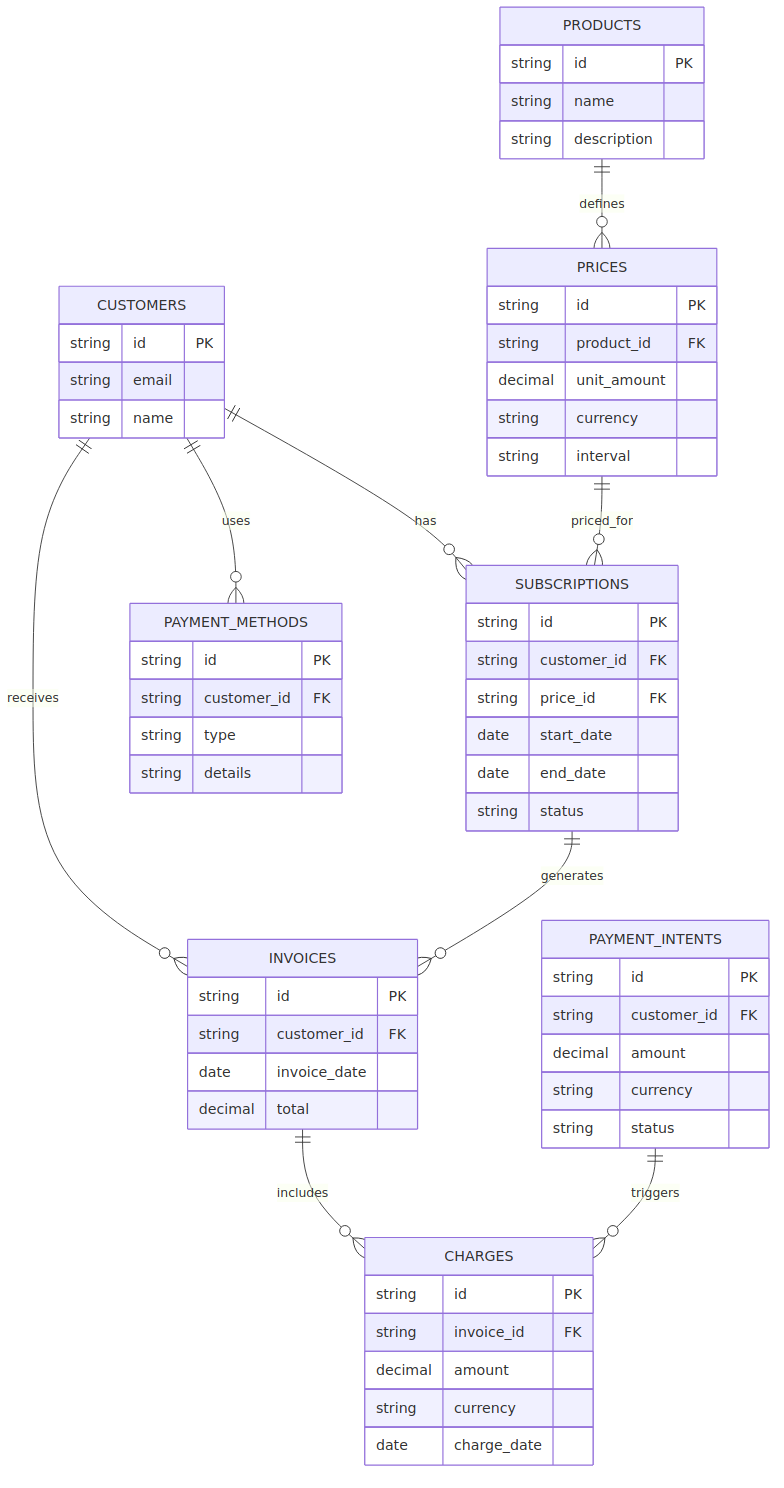 PRODUCTS
string id PK
string name
string description
defines
PRICES
string id PK
string product_id FK
decimal unit_amount
string currency
string interval
CUSTOMERS
string id PK
string email
string name
uses
has
priced_for
receives
PAYMENT_METHODS
string id PK
string customer_id FK
string type
string details
SUBSCRIPTIONS
string id PK
string customer_id FK
string price_id FK
date start_date
date end_date
string status
generates
INVOICES
string id PK
string customer_id FK
date invoice_date
decimal total
PAYMENT_INTENTS
string id PK
string customer_id FK
decimal amount
string currency
string status
includes
triggers
CHARGES
string id PK
string invoice_id FK
decimal amount
string currency
date charge_date